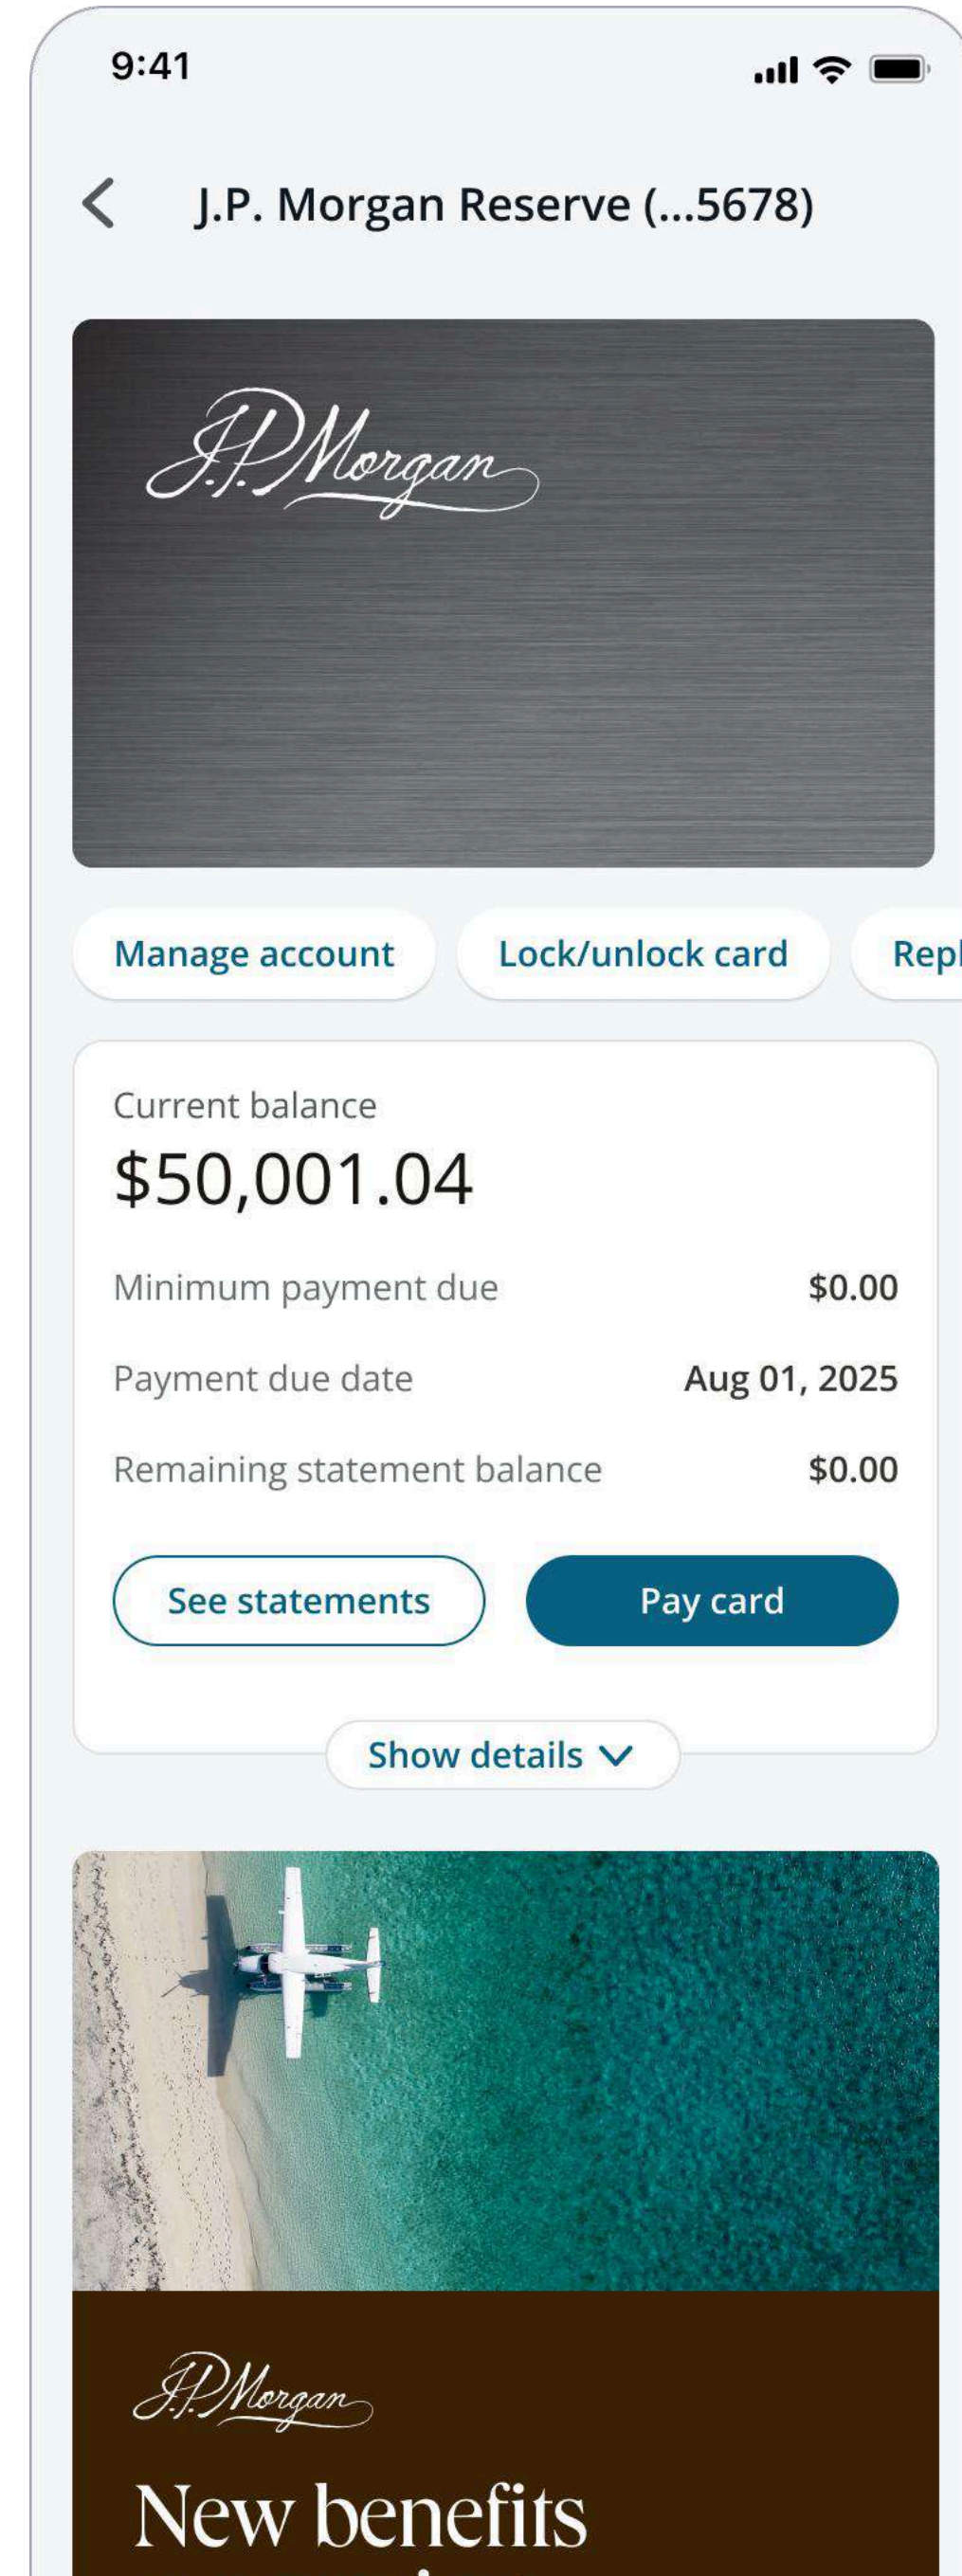 9:41
J.P. Morgan Reserve (...5678)
J.P.Morgan
Manage account Lock/unlock card Repl
Current balance
$50,001.04
Minimum payment due $0.00
Payment due date Aug 01, 2025
Remaining statement balance $0.00
See statements Pay card
Show details
J.P.Morgan
New benefits